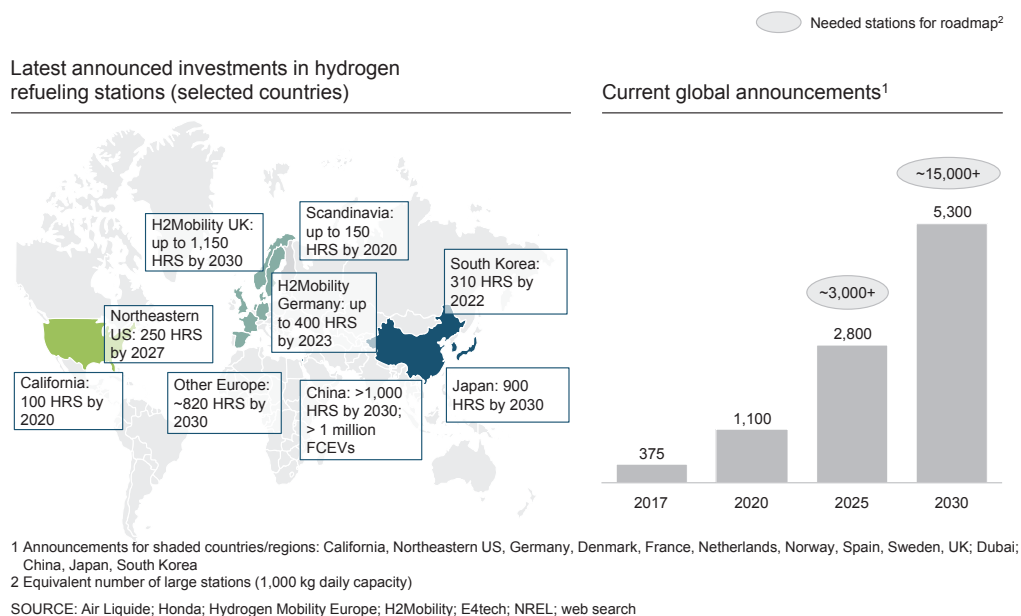 Needed stations for roadmap2
Latest announced investments in hydrogen
refueling stations (selected countries)
H2Mobility UK:
up to 1,150
HRS by 2030
Scandinavia:
up to 150
HRS by 2020
South Korea:
310 HRS by
2022
H2Mobility
Germany: up
to 400 HRS
by 2023
Northeastern
US: 250 HRS
by 2027
California:
100 HRS by
2020
Other Europe:
~820 HRS by
2030
China: >1,000
HRS by 2030;
> 1 million
FCEVs
Japan: 900
HRS by 2030
Current global announcements1
~15,000+
5,300
~3,000+
2,800
1,100
375
2017
2020
2025
2030
1 Announcements for shaded countries/regions: California, Northeastern US, Germany, Denmark, France, Netherlands, Norway, Spain, Sweden, UK; Dubai;
China, Japan, South Korea
2 Equivalent number of large stations (1,000 kg daily capacity)
SOURCE: Air Liquide; Honda; Hydrogen Mobility Europe; H2Mobility; E4tech; NREL; web search